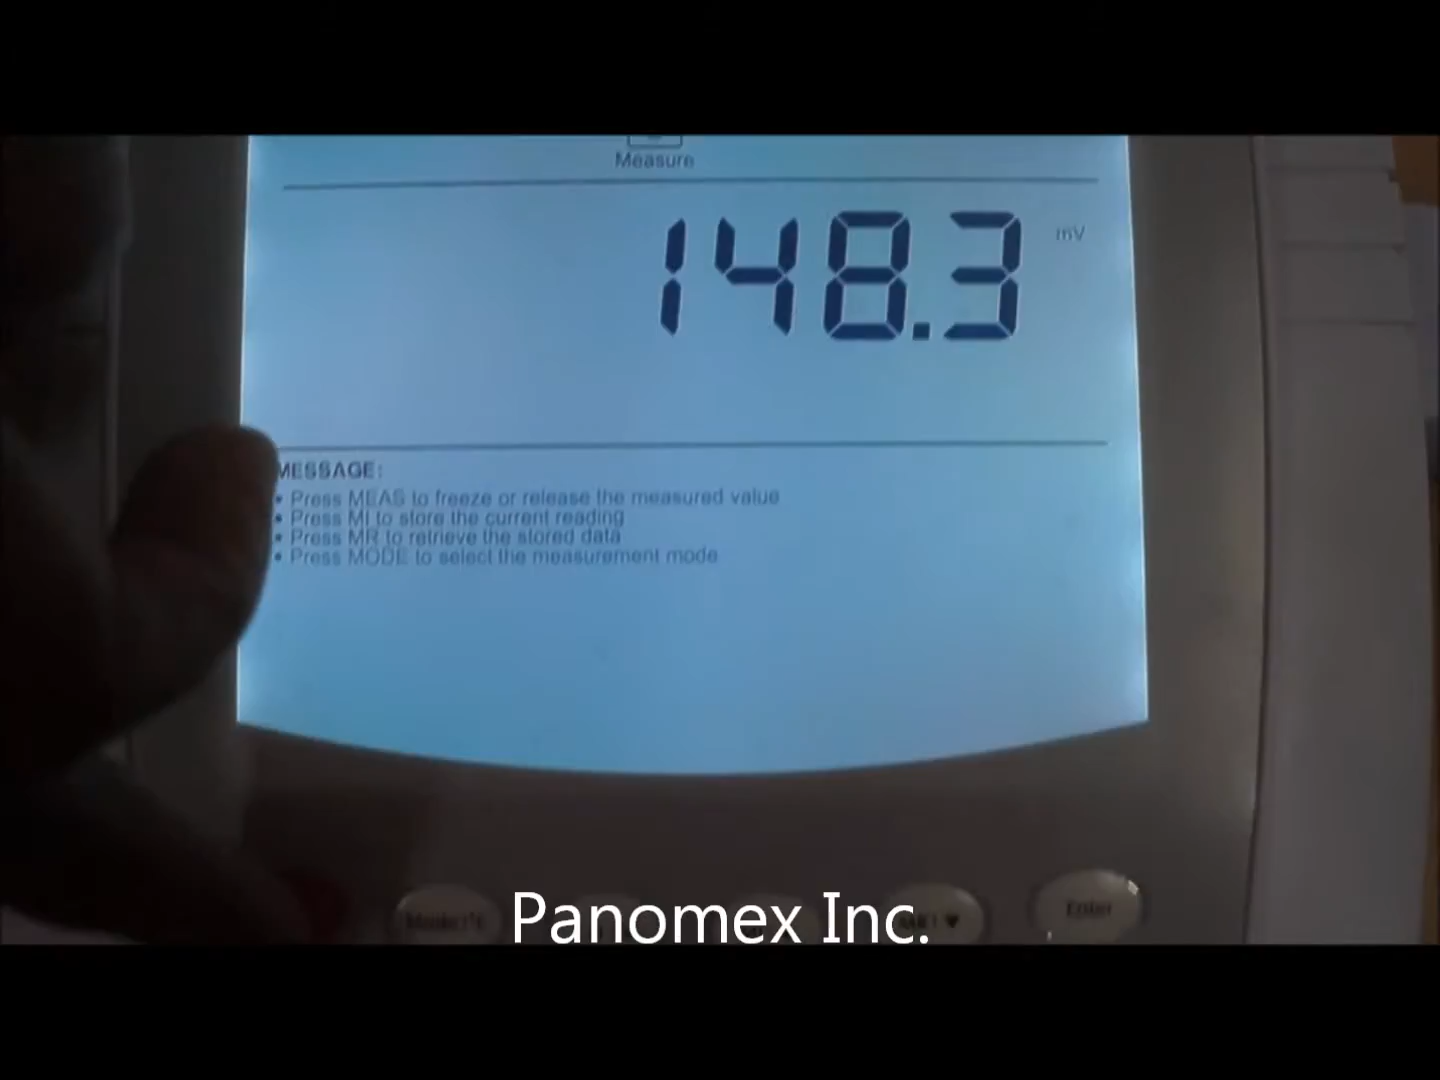 Measure
148.3 mV
MESSAGE:
• Press MEAS to freeze or release the measured value
• Press MI to store the current reading
• Press MR to retrieve the stored data
• Press MODE to select the measurement mode
Enter
Panomex Inc.